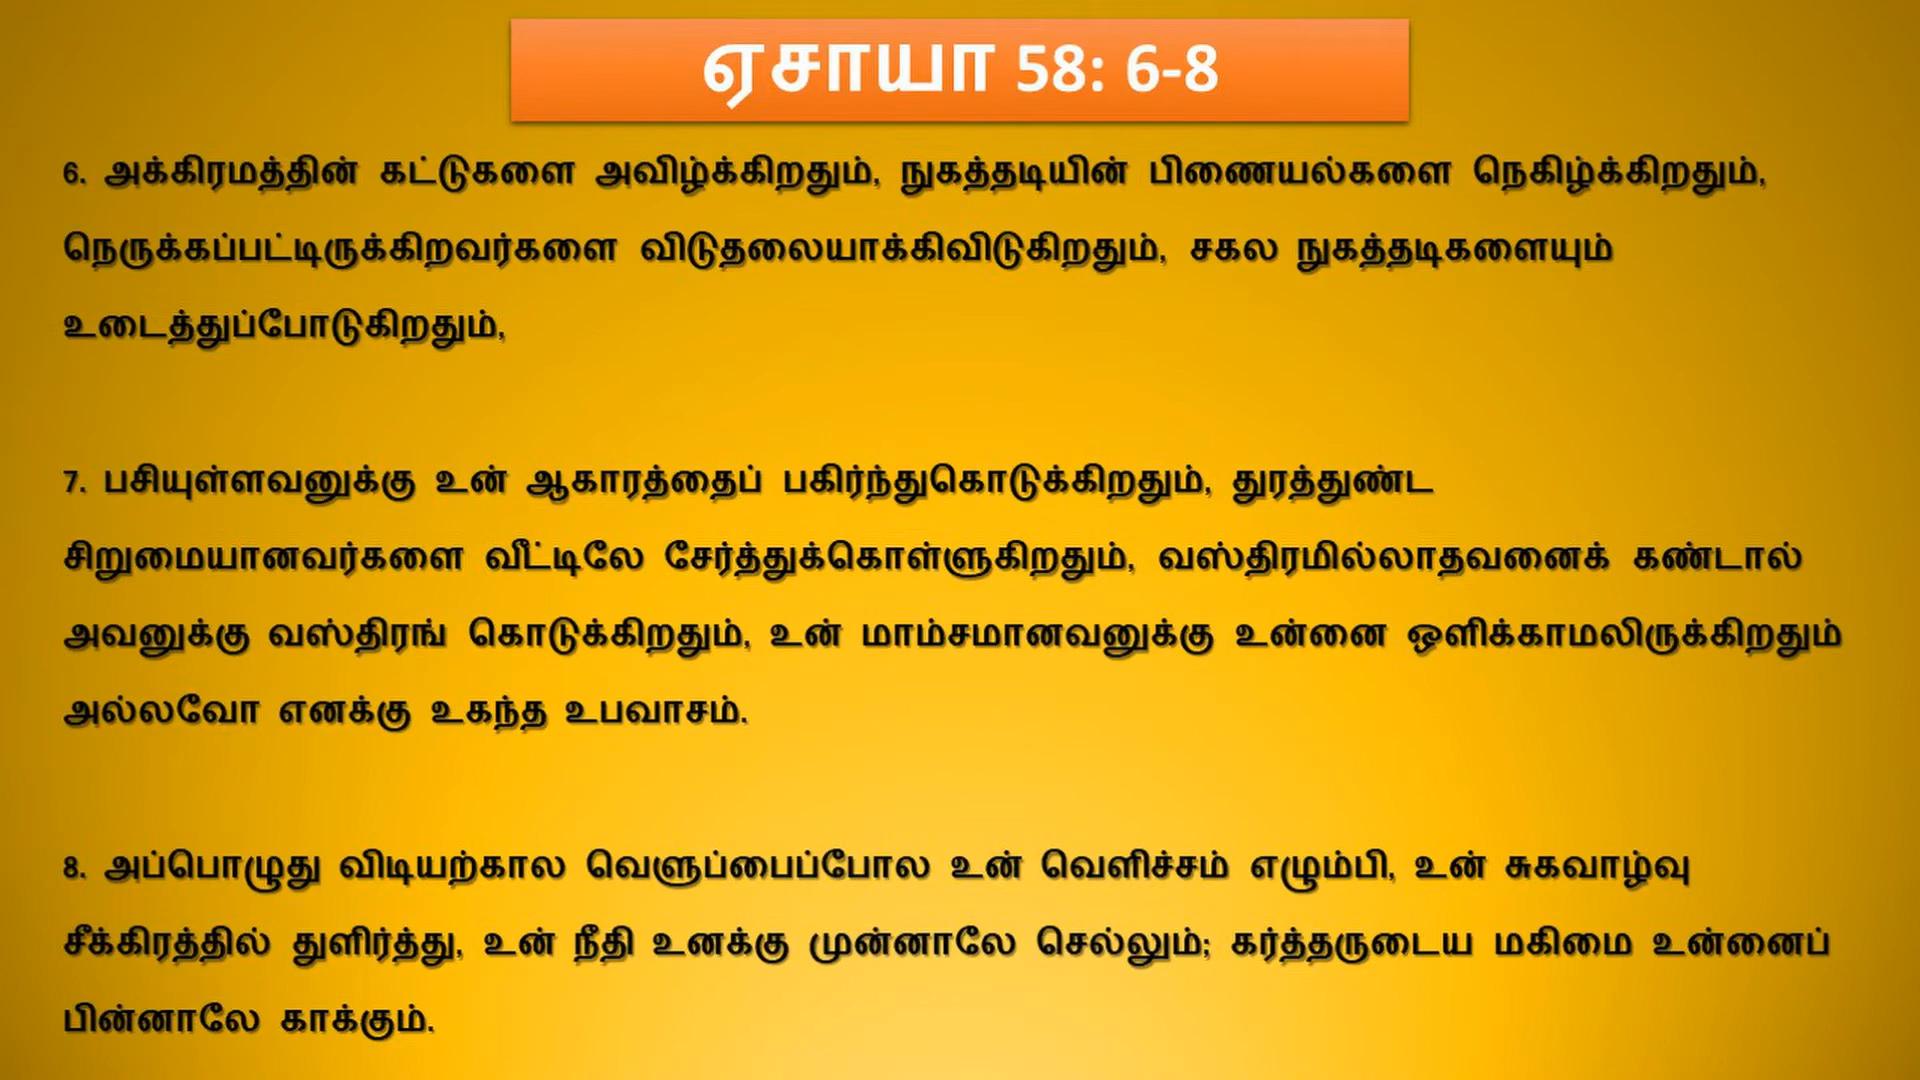 ஏசாயா 58: 6-8
6. அக்கிரமத்தின் கட்டுகளை அவிழ்க்கிறதும், நுகத்தடியின் பிணையல்களை நெகிழ்க்கிறதும்,
நெருக்கப்பட்டிருக்கிறவர்களை விடுதலையாக்கிவிடுகிறதும், சகல நுகத்தடிகளையும்
உடைத்துப்போடுகிறதும்,
7. பசியுள்ளவனுக்கு உன் ஆகாரத்தைப் பகிர்ந்துகொடுக்கிறதும், துரத்துண்ட
சிறுமையானவர்களை வீட்டிலே சேர்த்துக்கொள்ளுகிறதும், வஸ்திரமில்லாதவனைக் கண்டால்
அவனுக்கு வஸ்திரங் கொடுக்கிறதும், உன் மாம்சமானவனுக்கு உன்னை ஒளிக்காமலிருக்கிறதும்
அல்லவோ எனக்கு உகந்த உபவாசம்.
8. அப்பொழுது விடியற்கால வெளுப்பைப்போல உன் வெளிச்சம் எழும்பி, உன் சுகவாழ்வு
சீக்கிரத்தில் துளிர்த்து, உன் நீதி உனக்கு முன்னாலே செல்லும்; கர்த்தருடைய மகிமை உன்னைப்
பின்னாலே காக்கும்.